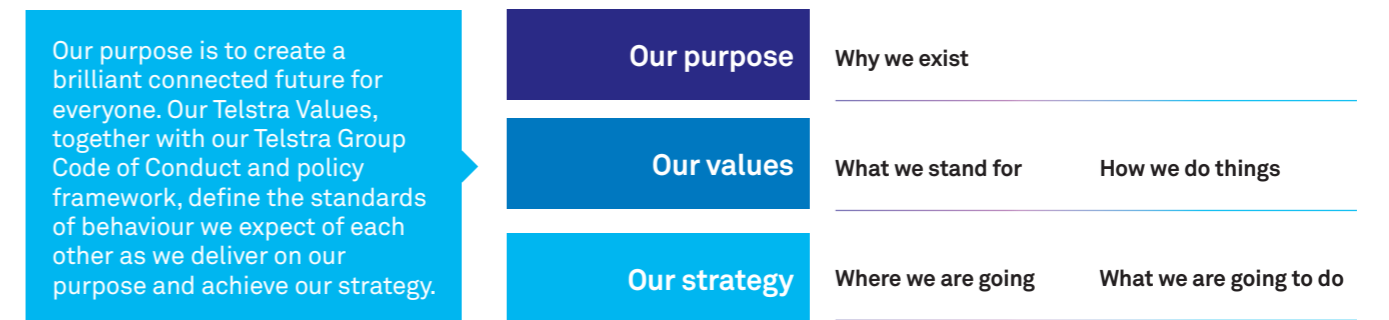 Our purpose is to create a
brilliant connected future for
everyone. Our Telstra Values,
together with our Telstra Group
Code of Conduct and policy
framework, define the standards
of behaviour we expect of each
other as we deliver on our
purpose and achieve our strategy.
Our purpose
Why we exist
Our values
What we stand for
How we do things
Our strategy
Where we are going
What we are going to do